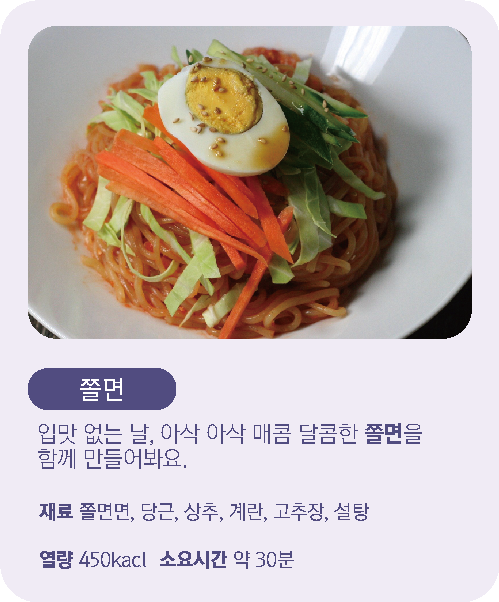 쫄면
입맛 없는 날, 아삭 아삭 매콤 달콤한 쫄면을
함께 만들어봐요.
재료 쫄면면, 당근, 상추, 계란, 고추장, 설탕
열량 450kacl 소요시간 약 30분